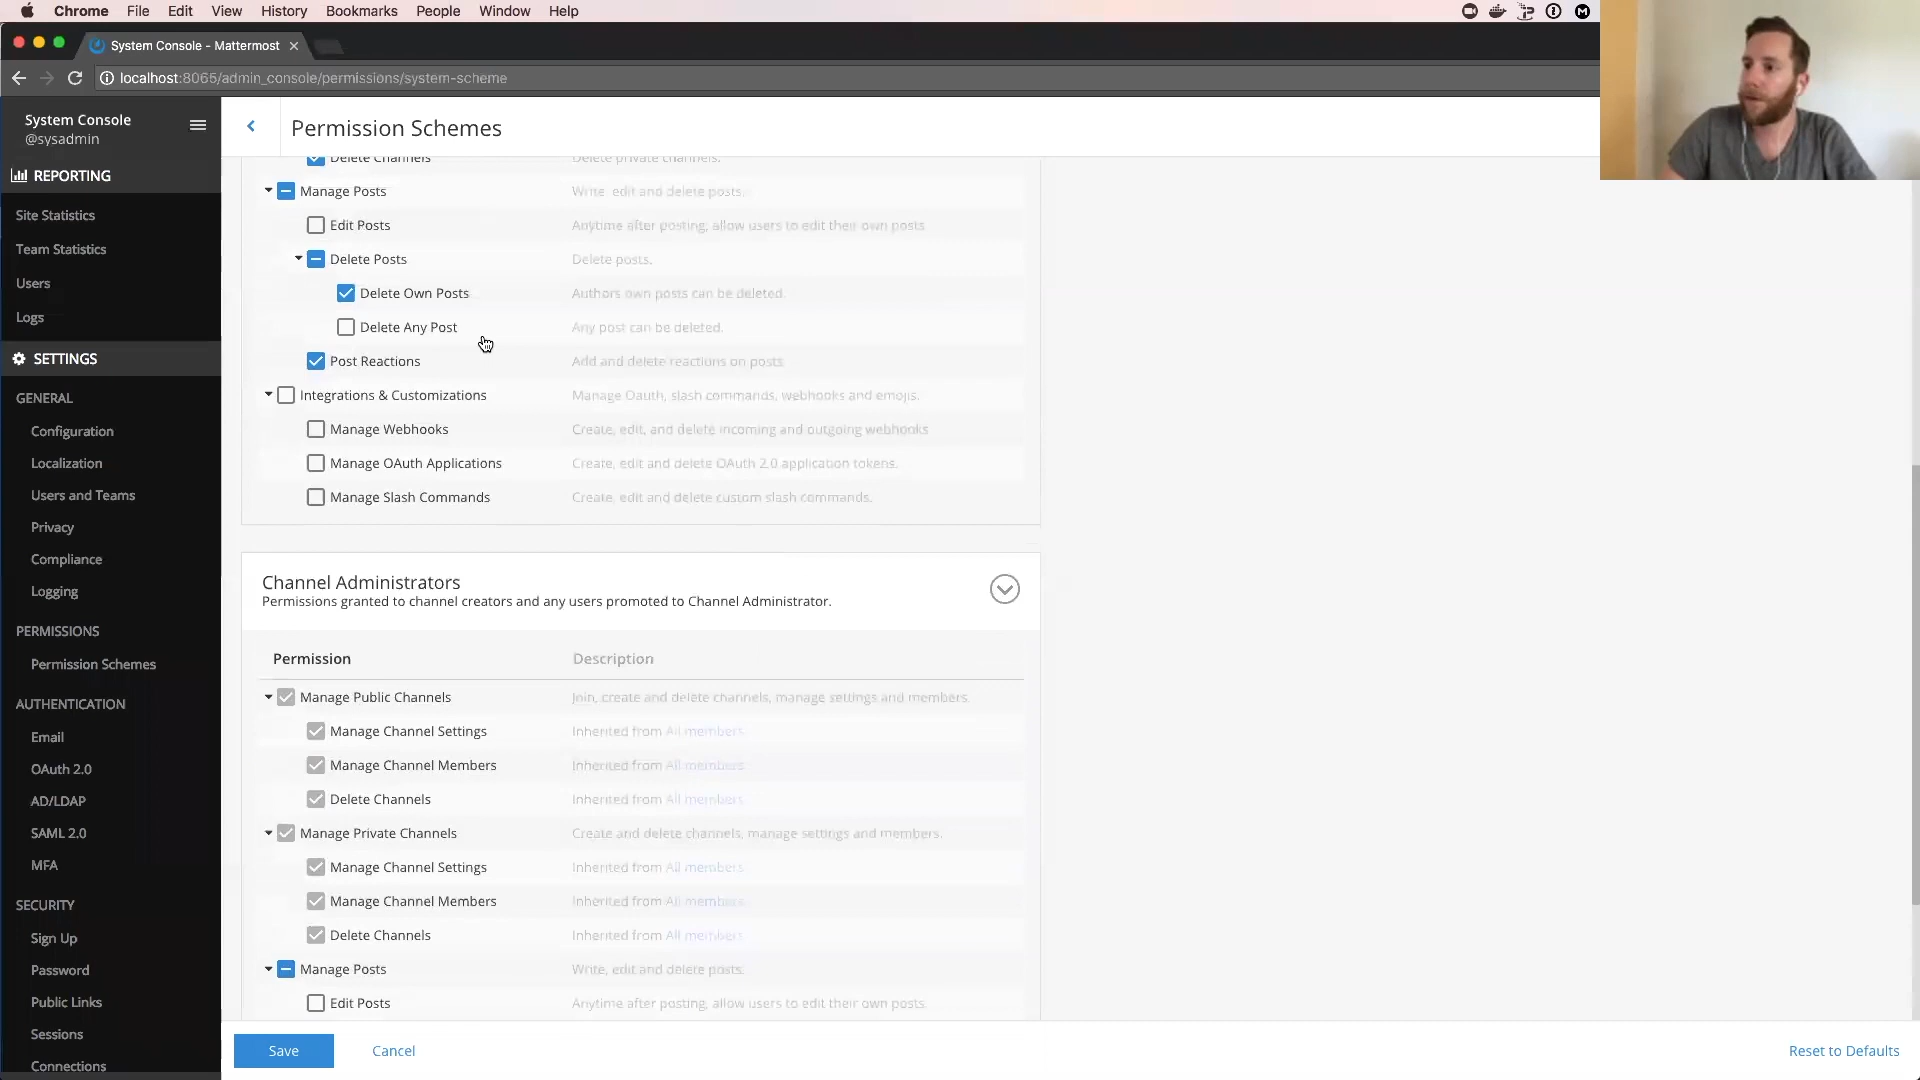 Chrome File Edit View History Bookmarks People Window Help
System Console - Mattermost
localhost:8065/admin_console/permissions/system-scheme
System Console
@sysadmin
REPORTING
Site Statistics
Team Statistics
Users
Logs
SETTINGS
GENERAL
Configuration
Localization
Users and Teams
Privacy
Compliance
Logging
PERMISSIONS
Permission Schemes
AUTHENTICATION
Email
OAuth 2.0
AD/LDAP
SAML 2.0
MFA
SECURITY
Sign Up
Password
Public Links
Sessions
Connections
Permission Schemes
Delete Channels Delete private channels.
Manage Posts Write, edit and delete posts.
Edit Posts Anytime after posting, allow users to edit their own posts
Delete Posts Delete posts.
Delete Own Posts Authors own posts can be deleted.
Delete Any Post Any post can be deleted.
Post Reactions Add and delete reactions on posts
Integrations & Customizations Manage Oauth, slash commands, webhooks and emojis.
Manage Webhooks Create, edit, and delete incoming and outgoing webhooks
Manage OAuth Applications Create, edit and delete OAuth 2.0 application tokens.
Manage Slash Commands Create, edit and delete custom slash commands.
Channel Administrators
Permissions granted to channel creators and any users promoted to Channel Administrator.
Permission Description
Manage Public Channels Join, create and delete channels, manage settings and members.
Manage Channel Settings Inherited from All members.
Manage Channel Members Inherited from All members.
Delete Channels Inherited from All members.
Manage Private Channels Create and delete channels, manage settings and members.
Manage Channel Settings Inherited from All members.
Manage Channel Members Inherited from All members.
Delete Channels Inherited from All members.
Manage Posts Write, edit and delete posts.
Edit Posts Anytime after posting, allow users to edit their own posts.
Save Cancel Reset to Defaults